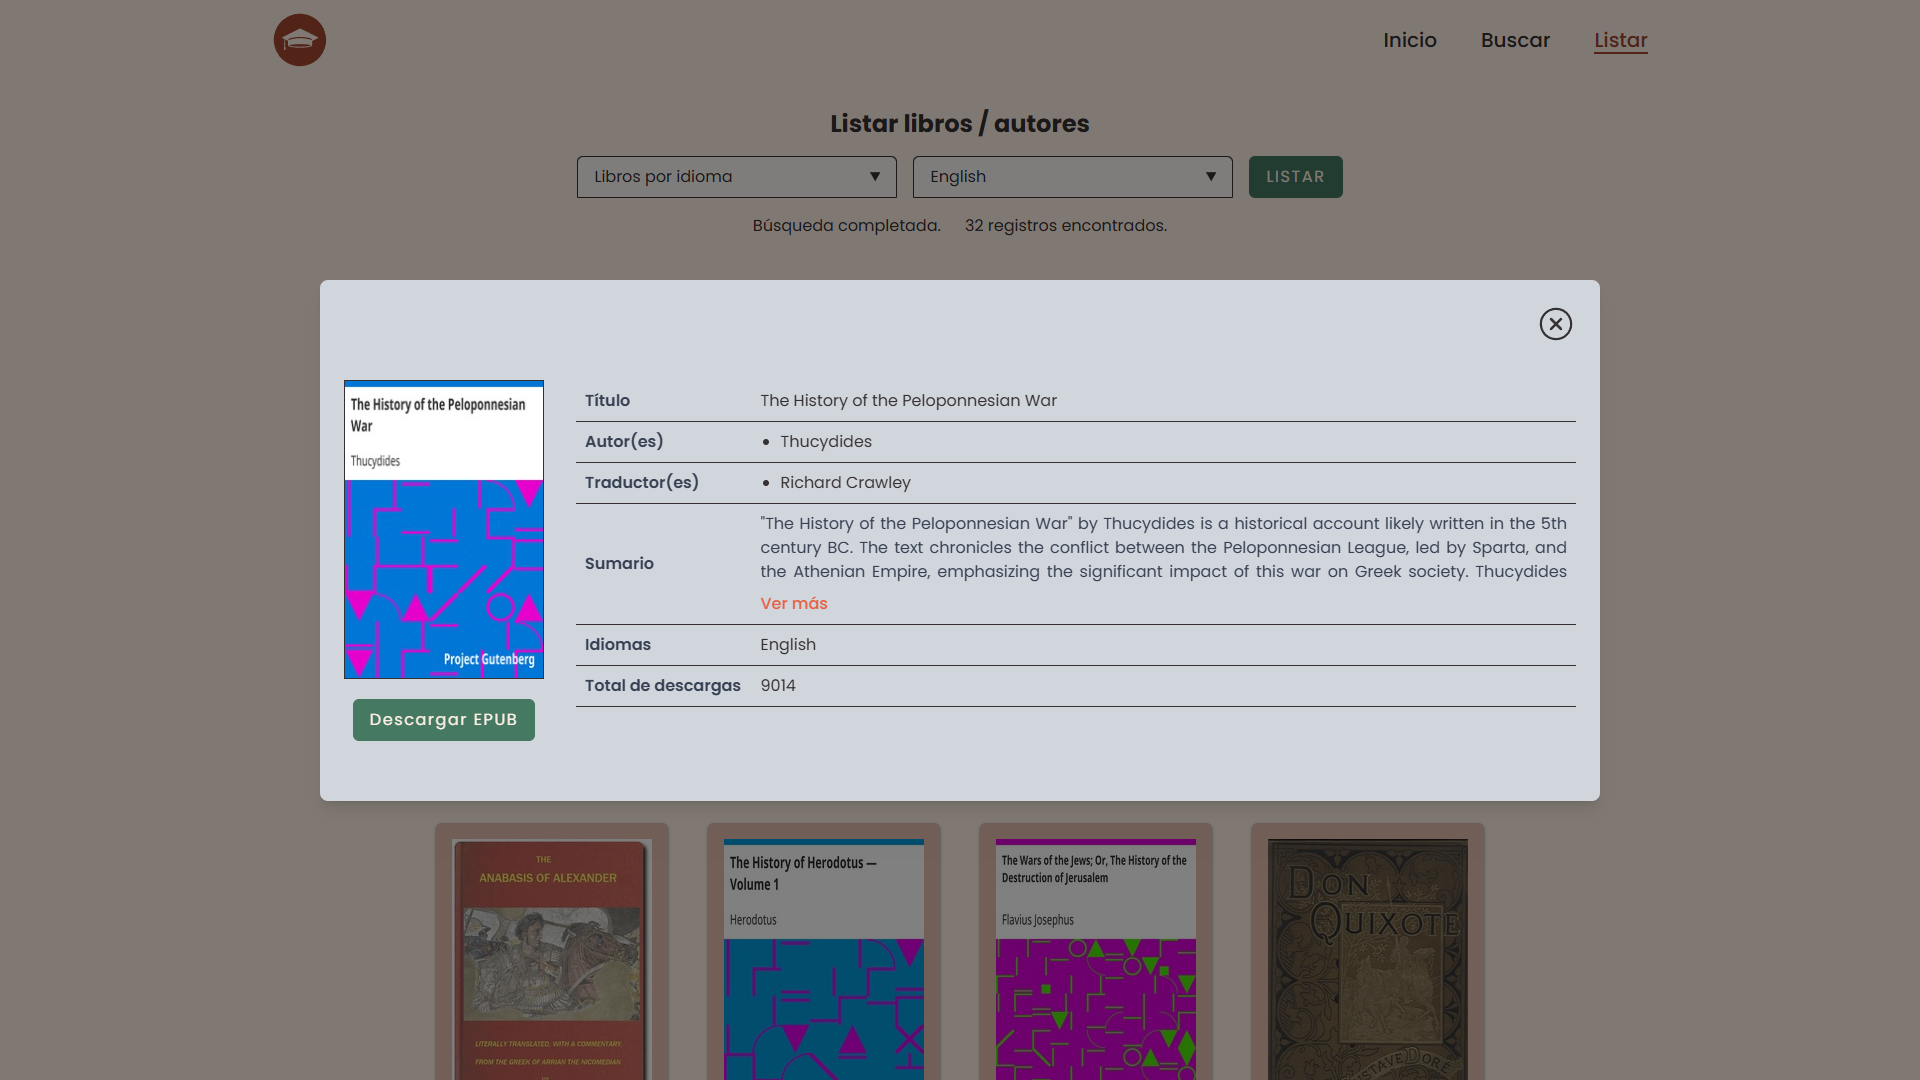 Inicio
Buscar
Listar
Listar libros / autores
Libros por idioma
English
LISTAR
Búsqueda completada. 32 registros encontrados.
The History of the Peloponnesian
War
Thucydides
Project Gutenberg
Descargar EPUB
Título
The History of the Peloponnesian War
Autor(es)
• Thucydides
Traductor(es)
• Richard Crawley
Sumario
"The History of the Peloponnesian War" by Thucydides is a historical account likely written in the 5th
century BC. The text chronicles the conflict between the Peloponnesian League, led by Sparta, and
the Athenian Empire, emphasizing the significant impact of this war on Greek society. Thucydides
Ver más
Idiomas
English
Total de descargas
9014
THE
ANABASIS OF ALEXANDER
LITERALLY TRANSLATED, WITH A COMMENTARY,
FROM THE GREEK OF ARRIAN THE NICOMEDIAN
The History of Herodotus —
Volume 1
Herodotus
The Wars of the Jews; Or, The History of the
Destruction of Jerusalem
Flavius Josephus
DON
QUIXOTE